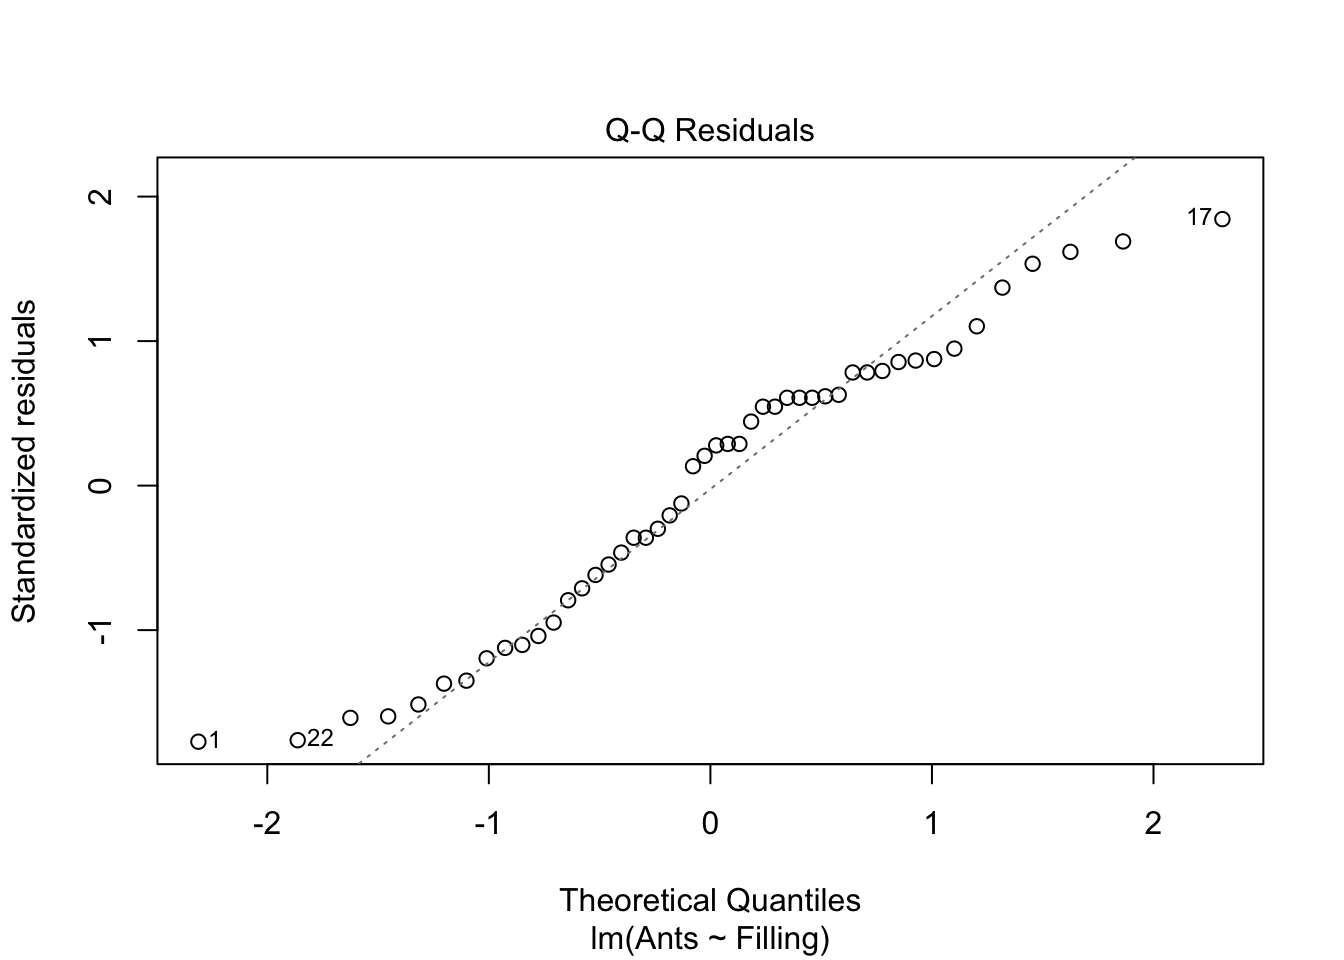 Q-Q Residuals
Standardized residuals
2
1
0
-1
17
1
22
-2 -1 0 1 2
Theoretical Quantiles
lm(Ants ~ Filling)